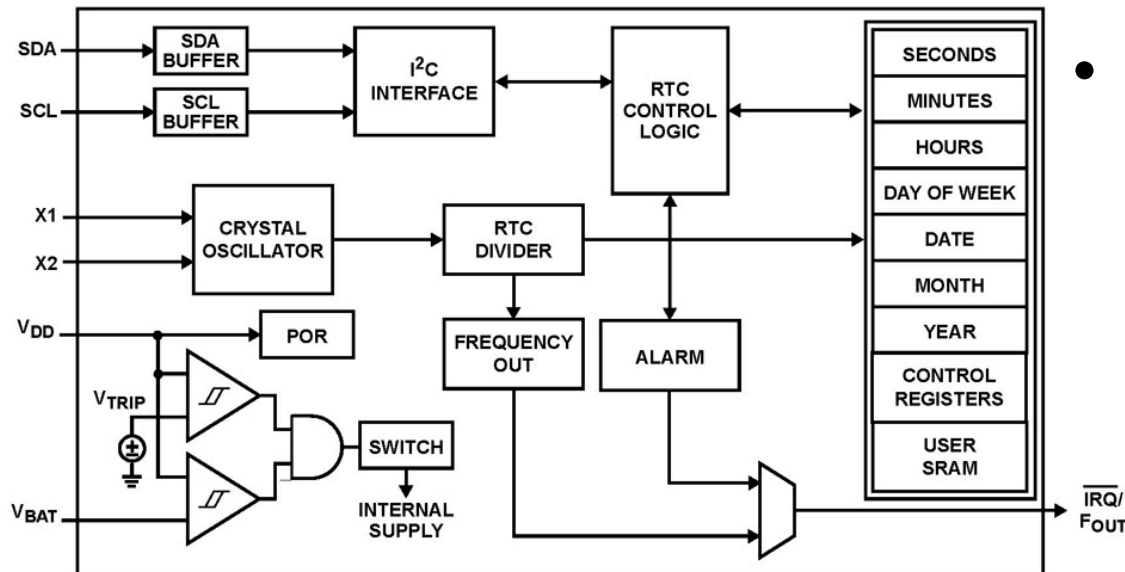 SDA
SDA
BUFFER
I²C
INTERFACE
RTC
CONTROL
LOGIC
SECONDS
SCL
SCL
BUFFER
MINUTES
HOURS
DAY OF WEEK
X1
X2
CRYSTAL
OSCILLATOR
RTC
DIVIDER
DATE
MONTH
VDD
POR
FREQUENCY
OUT
ALARM
YEAR
VTRIP
±
CONTROL
REGISTERS
SWITCH
USER
SRAM
VBAT
INTERNAL
SUPPLY
IRQ/
FOUT